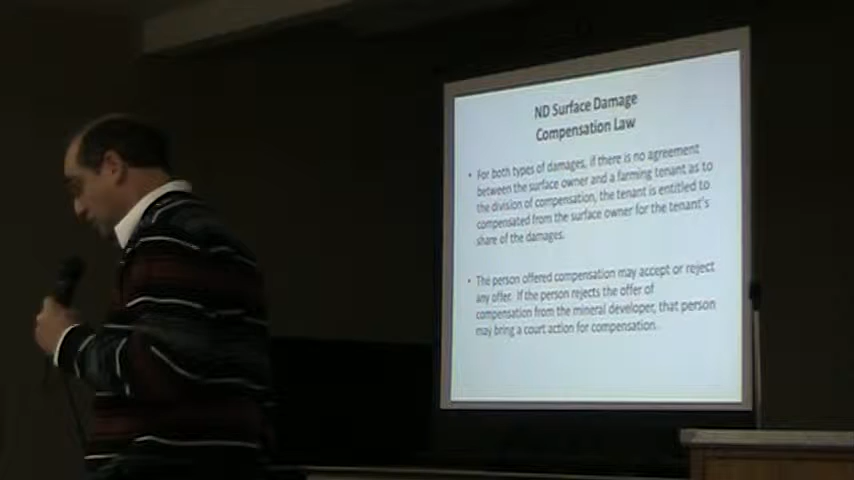 ND Surface Damage
Compensation Law
• For both types of damages, if there is no agreement
between the surface owner and a farming tenant as to
the division of compensation, the tenant is entitled to
compensated from the surface owner for the tenant's
share of the damages.
• The person offered compensation may accept or reject
any offer. If the person rejects the offer of
compensation from the mineral developer, that person
may bring a court action for compensation.